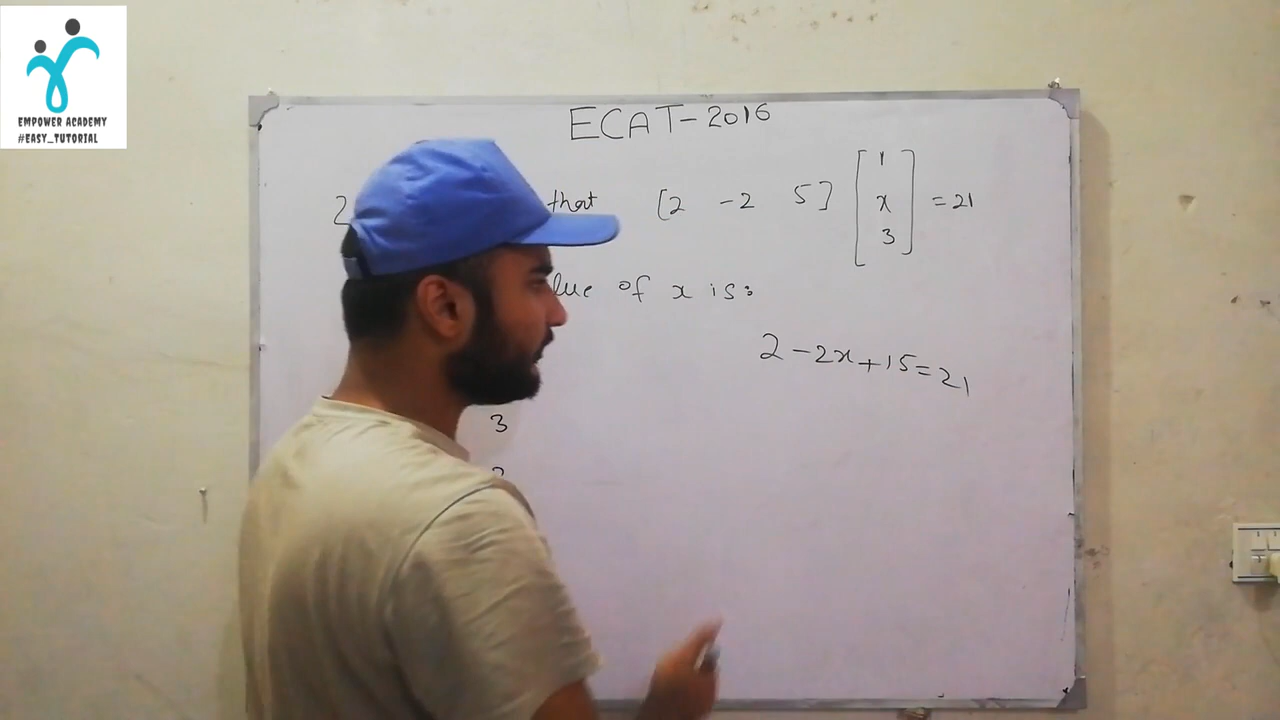 EMPOWER ACADEMY
#EASY_TUTORIAL
ECAT-2016
2 that [2 -2 5] [1 x 3] = 21
lue of x is:
2-2x+15=21
3